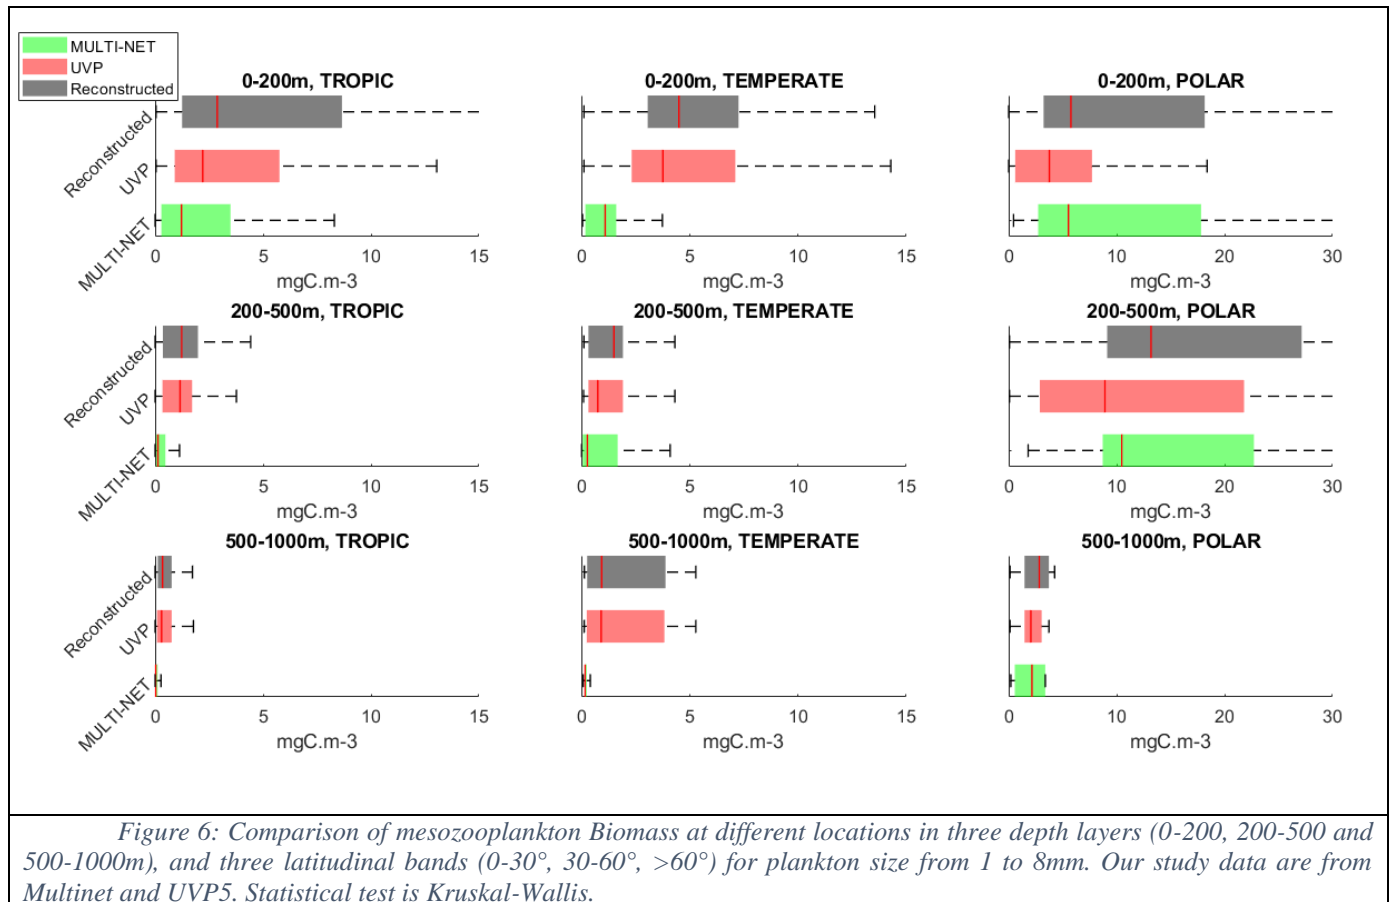 MULTI-NET
UVP
Reconstructed
0-200m, TROPIC
0-200m, TEMPERATE
0-200m, POLAR
Reconstructed
UVP
MULTI-NET
0 5 10 15
0 5 10 15
0 10 20 30
mgC.m-3
mgC.m-3
mgC.m-3
200-500m, TROPIC
200-500m, TEMPERATE
200-500m, POLAR
Reconstructed
UVP
MULTI-NET
0 5 10 15
0 5 10 15
0 10 20 30
mgC.m-3
mgC.m-3
mgC.m-3
500-1000m, TROPIC
500-1000m, TEMPERATE
500-1000m, POLAR
Reconstructed
UVP
MULTI-NET
0 5 10 15
0 5 10 15
0 10 20 30
mgC.m-3
mgC.m-3
mgC.m-3
Figure 6: Comparison of mesozooplankton Biomass at different locations in three depth layers (0-200, 200-500 and
500-1000m), and three latitudinal bands (0-30°, 30-60°, >60°) for plankton size from 1 to 8mm. Our study data are from
Multinet and UVP5. Statistical test is Kruskal-Wallis.